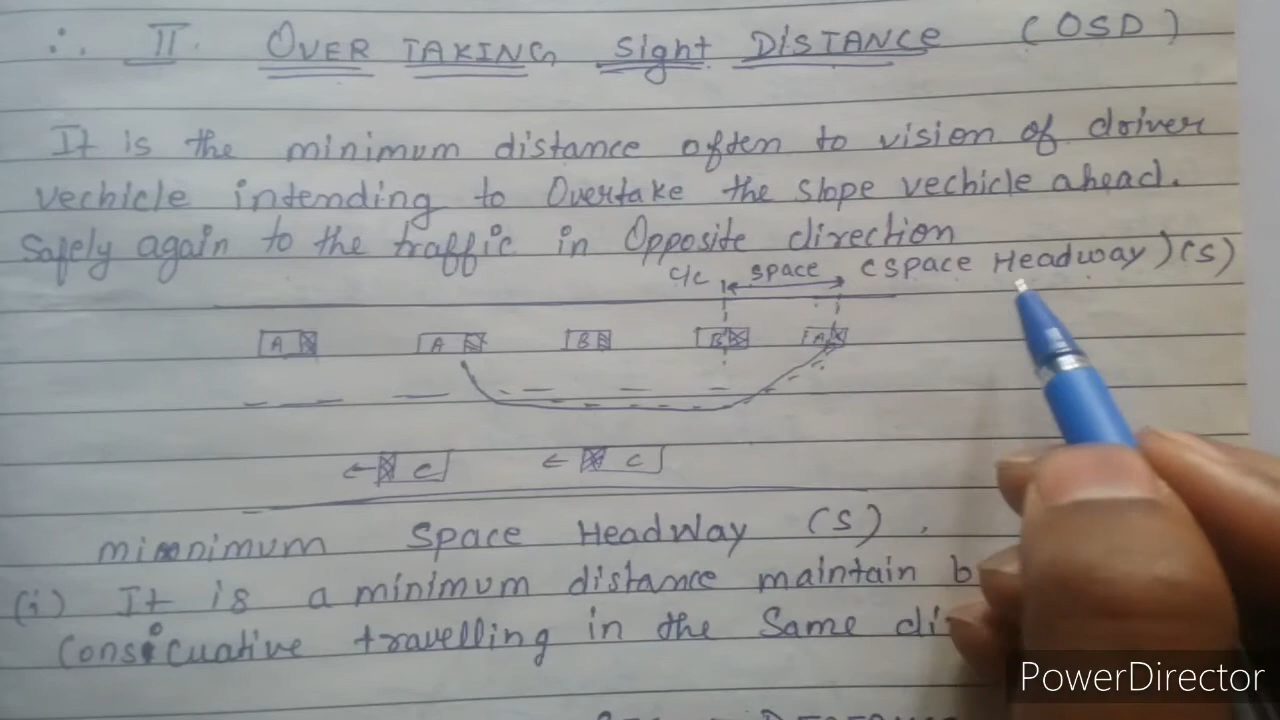 ∴ II. OVER TAKING Sight DISTANCE (OSD)
It is the minimum distance often to vision of driver
vechicle intending to Overtake the slope vechicle ahead.
Safely again to the traffic in Opposite direction
c/c space (space Headway) (s)
A A B B A
← C ← C
minonimum Space HeadWay (S).
(i) It is a minimum distance maintain b
Consicuative travelling in the Same di
PowerDirector